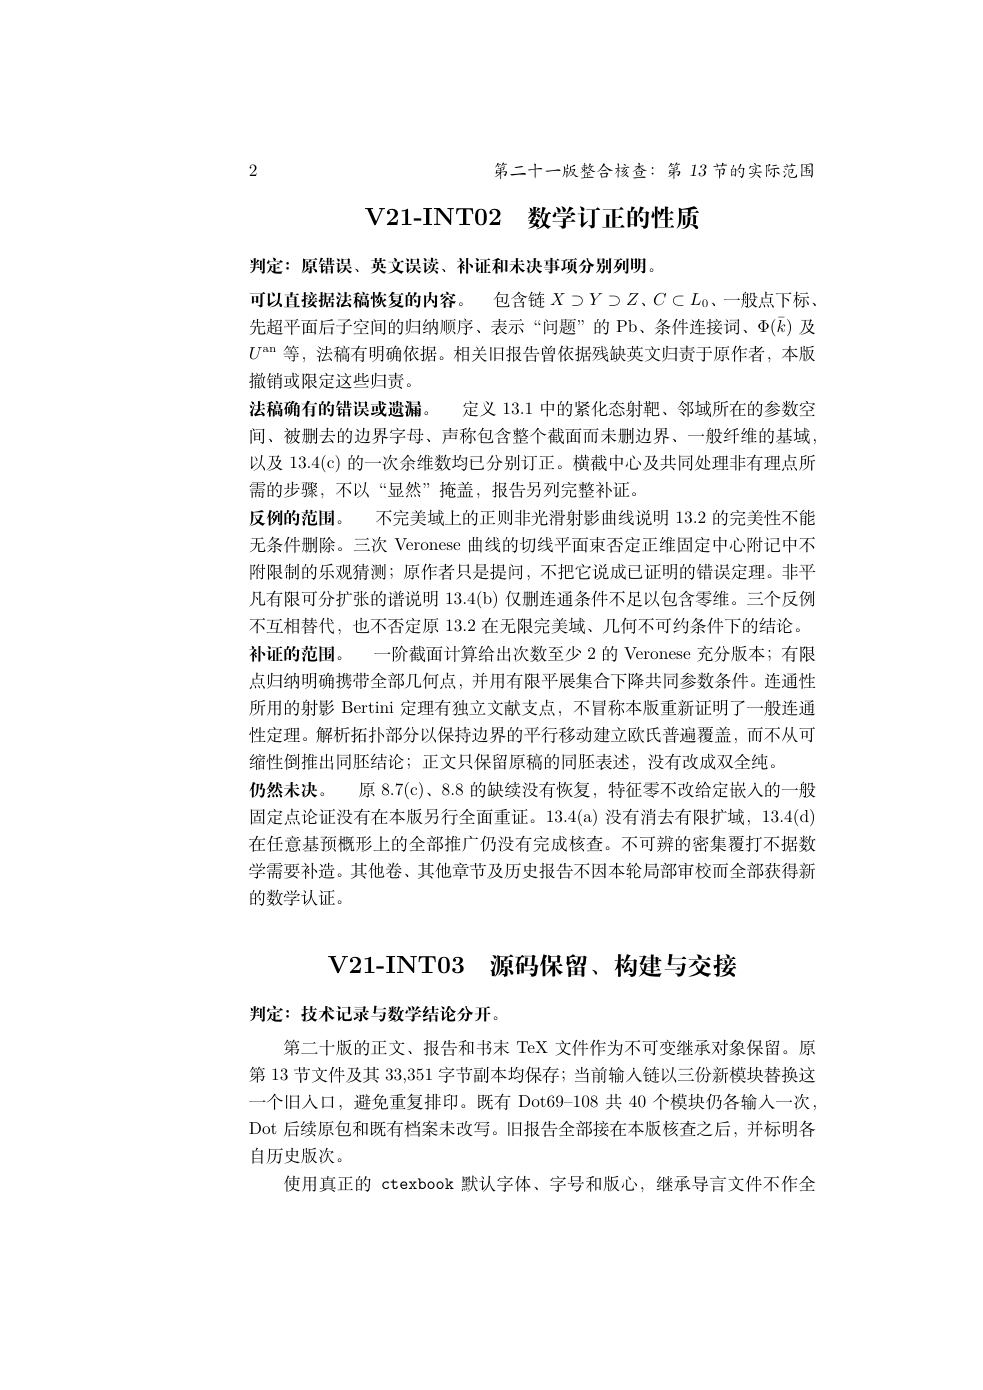 2 第二十一版整合核查：第 13 节的实际范围
V21-INT02 数学订正的性质
判定：原错误、英文误读、补证和未决事项分别列明。
可以直接据法稿恢复的内容。 包含链 X ⊃ Y ⊃ Z、C ⊂ L₀、一般点下标、
先超平面后子空间的归纳顺序、表示“问题”的 Pb、条件连接词、Φ(k̄) 及
Uᵃⁿ 等，法稿有明确依据。相关旧报告曾依据残缺英文归责于原作者，本版
撤销或限定这些归责。
法稿确有的错误或遗漏。 定义 13.1 中的紧化态射靶、邻域所在的参数空
间、被删去的边界字母、声称包含整个截面而未删边界、一般纤维的基域，
以及 13.4(c) 的一次余维数均已分别订正。横截中心及共同处理非有理点所
需的步骤，不以“显然”掩盖，报告另列完整补证。
反例的范围。 不完美域上的正则非光滑射影曲线说明 13.2 的完美性不能
无条件删除。三次 Veronese 曲线的切线平面束否定正维固定中心附记中不
附限制的乐观猜测；原作者只是提问，不把它说成已证明的错误定理。非平
凡有限可分扩张的谱说明 13.4(b) 仅删连通条件不足以包含零维。三个反例
不互相替代，也不否定原 13.2 在无限完美域、几何不可约条件下的结论。
补证的范围。 一阶截面计算给出次数至少 2 的 Veronese 充分版本；有限
点归纳明确携带全部几何点，并用有限平展集合下降共同参数条件。连通性
所用的射影 Bertini 定理有独立文献支点，不冒称本版重新证明了一般连通
性定理。解析拓扑部分以保持边界的平行移动建立欧氏普遍覆盖，而不从可
缩性倒推出同胚结论；正文只保留原稿的同胚表述，没有改成双全纯。
仍然未决。 原 8.7(c)、8.8 的缺续没有恢复，特征零不改给定嵌入的一般
固定点论证没有在本版另行全面重证。13.4(a) 没有消去有限扩域，13.4(d)
在任意基预概形上的全部推广仍没有完成核查。不可辨的密集覆打不据数
学需要补造。其他卷、其他章节及历史报告不因本轮局部审校而全部获得新
的数学认证。
V21-INT03 源码保留、构建与交接
判定：技术记录与数学结论分开。
第二十版的正文、报告和书末 TeX 文件作为不可变继承对象保留。原
第 13 节文件及其 33,351 字节副本均保存；当前输入链以三份新模块替换这
一个旧入口，避免重复排印。既有 Dot69–108 共 40 个模块仍各输入一次，
Dot 后续原包和既有档案未改写。旧报告全部接在本版核查之后，并标明各
自历史版次。
使用真正的 ctexbook 默认字体、字号和版心，继承导言文件不作全